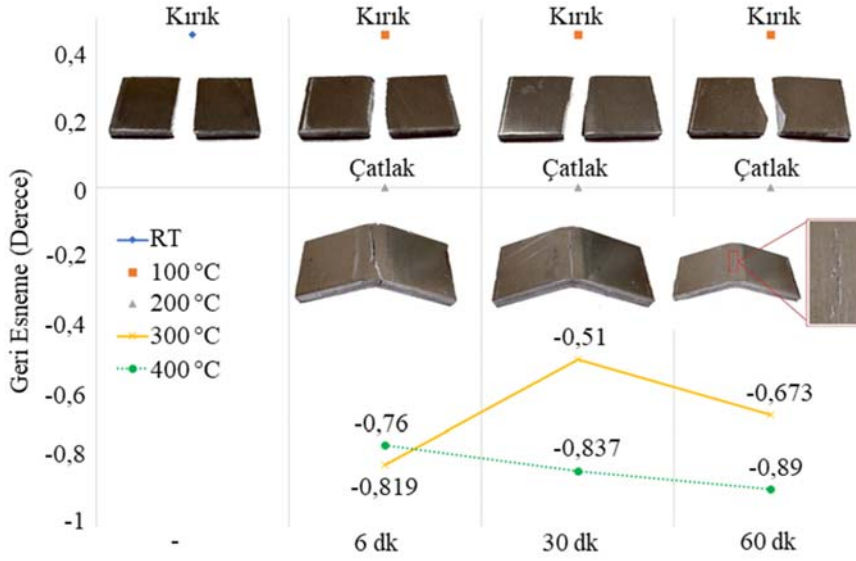 Kırık Kırık Kırık Kırık
0,4
0,2
Çatlak Çatlak Çatlak
0
RT
-0,2
100 °C
200 °C
-0,4
300 °C
-0,51
400 °C
-0,6
-0,673
-0,76
-0,8
-0,837
-0,819
-0,89
-1
- 6 dk 30 dk 60 dk
Geri Esneme (Derece)